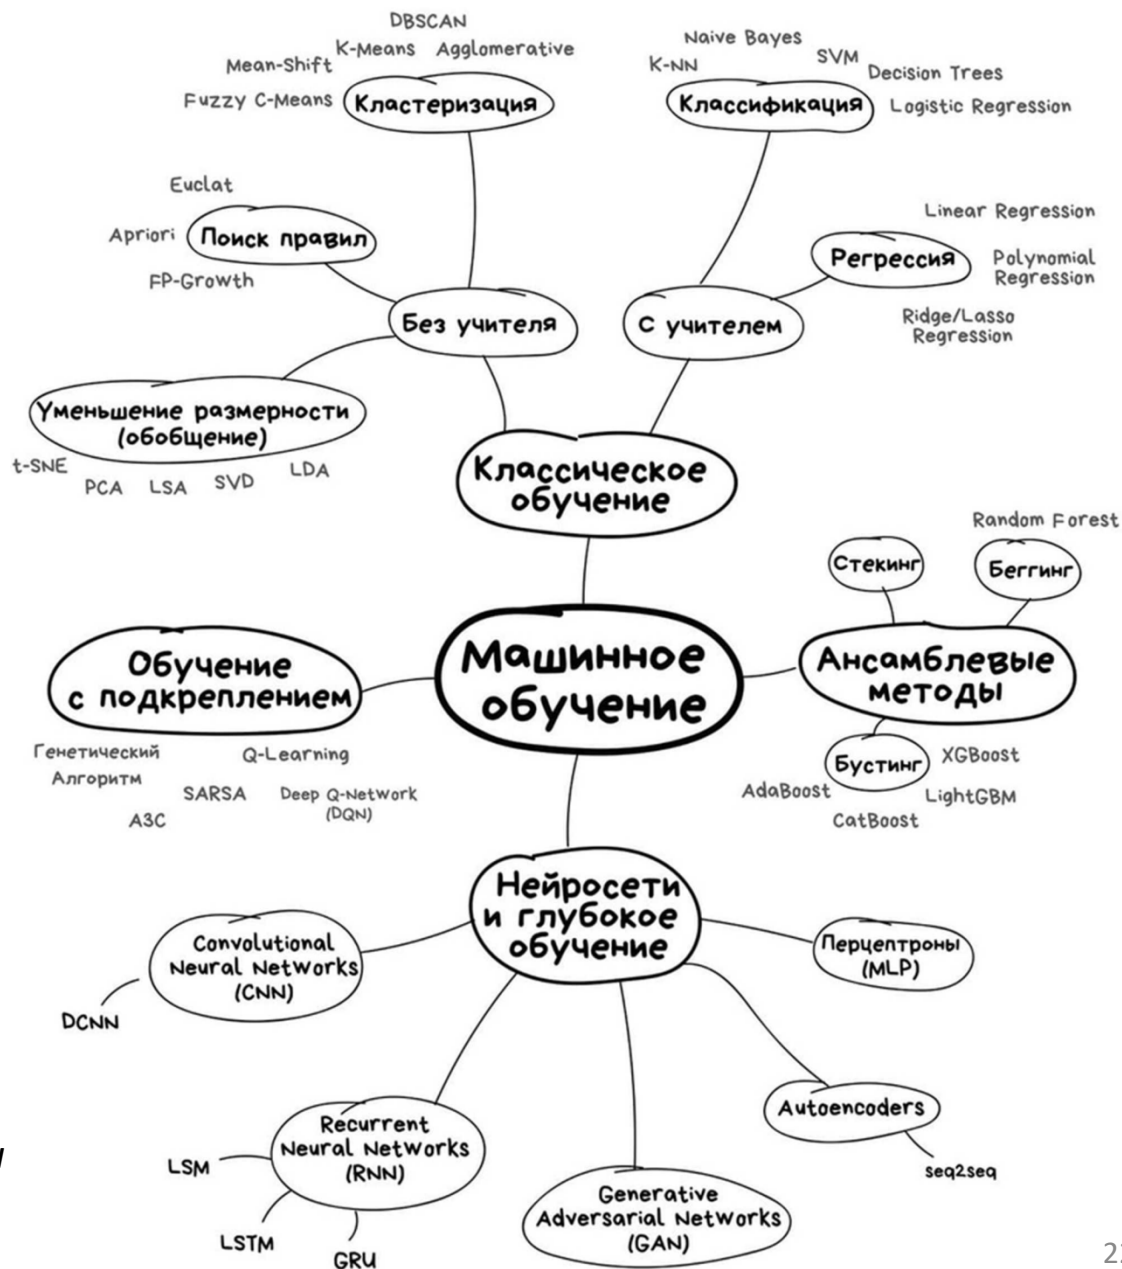 DBSCAN
K-Means Agglomerative
Mean-Shift
Fuzzy C-Means
Кластеризация
Naive Bayes
K-NN
SVM
Decision Trees
Классификация
Logistic Regression
Euclat
Apriori
Поиск правил
FP-Growth
Linear Regression
Регрессия
Polynomial
Regression
Ridge/Lasso
Regression
Без учителя
С учителем
Уменьшение размерности
(обобщение)
t-SNE
PCA
LSA
SVD
LDA
Классическое
обучение
Random Forest
Стекинг
Беггинг
Машинное
обучение
Ансамблевые
методы
Бустинг
XGBoost
AdaBoost
LightGBM
CatBoost
Обучение
с подкреплением
Генетический
Алгоритм
Q-Learning
SARSA
Deep Q-Network
(DQN)
A3C
Нейросети
и глубокое
обучение
Convolutional
Neural Networks
(CNN)
DCNN
Перцептроны
(MLP)
Recurrent
Neural Networks
(RNN)
LSM
LSTM
GRU
Generative
Adversarial Networks
(GAN)
Autoencoders
seq2seq